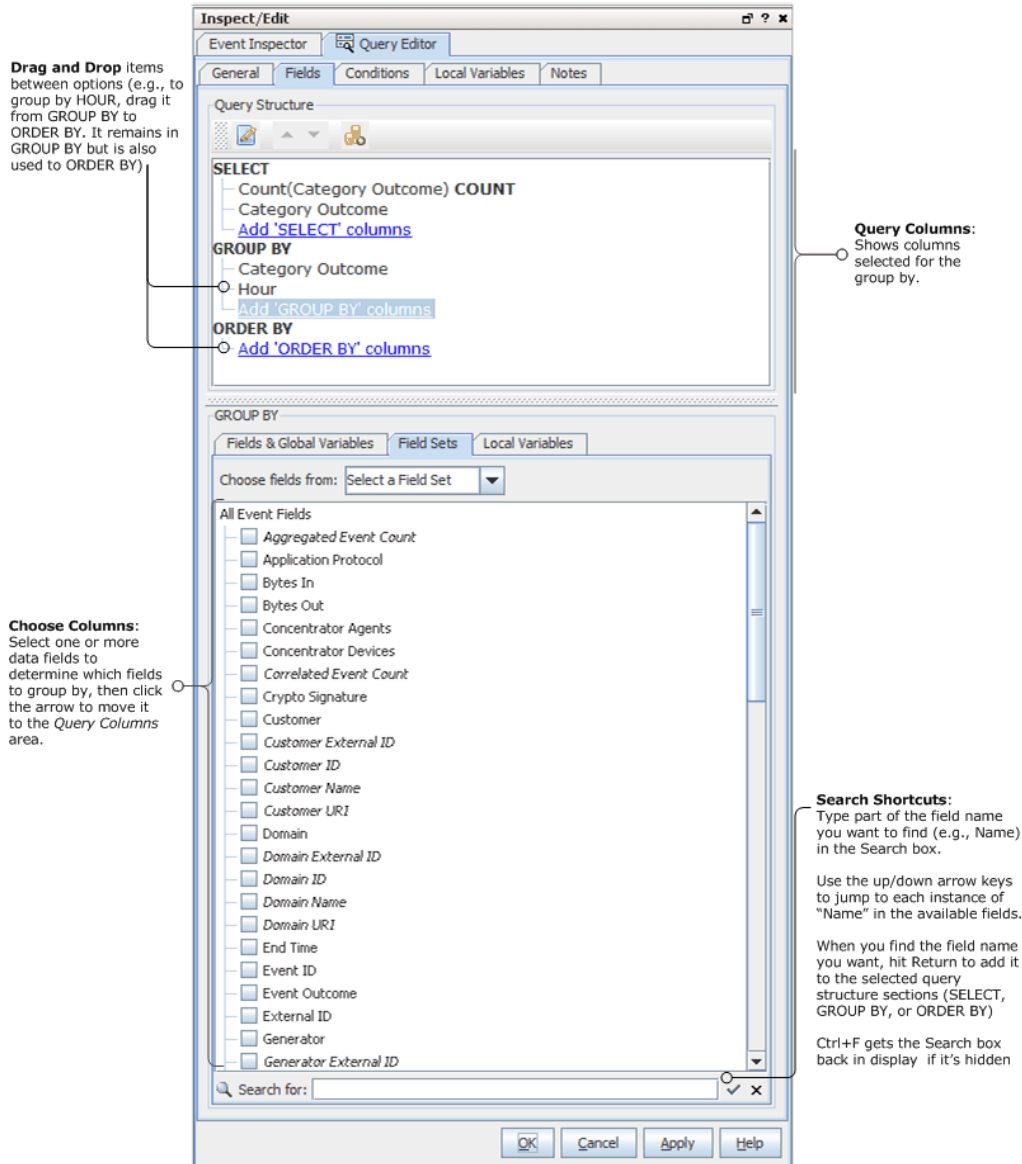 Inspect/Edit
Event Inspector
Query Editor
General
Fields
Conditions
Local Variables
Notes
Drag and Drop items
between options (e.g., to
group by HOUR, drag it
from GROUP BY to
ORDER BY. It remains in
GROUP BY but is also
used to ORDER BY)
Query Structure
SELECT
Count(Category Outcome) COUNT
Category Outcome
Add 'SELECT' columns
GROUP BY
Category Outcome
Hour
Add 'GROUP BY' columns
ORDER BY
Add 'ORDER BY' columns
Query Columns:
Shows columns
selected for the
group by.
GROUP BY
Fields & Global Variables
Field Sets
Local Variables
Choose fields from:
Select a Field Set
All Event Fields
Aggregated Event Count
Application Protocol
Bytes In
Bytes Out
Concentrator Agents
Concentrator Devices
Correlated Event Count
Crypto Signature
Customer
Customer External ID
Customer ID
Customer Name
Customer URI
Domain
Domain External ID
Domain ID
Domain Name
Domain URI
End Time
Event ID
Event Outcome
External ID
Generator
Generator External ID
Choose Columns:
Select one or more
data fields to
determine which fields
to group by, then click
the arrow to move it
to the Query Columns
area.
Search Shortcuts:
Type part of the field name
you want to find (e.g., Name)
in the Search box.
Use the up/down arrow keys
to jump to each instance of
“Name” in the available fields.
When you find the field name
you want, hit Return to add it
to the selected query
structure sections (SELECT,
GROUP BY, or ORDER BY)
Ctrl+F gets the Search box
back in display if it's hidden
Search for:
OK
Cancel
Apply
Help